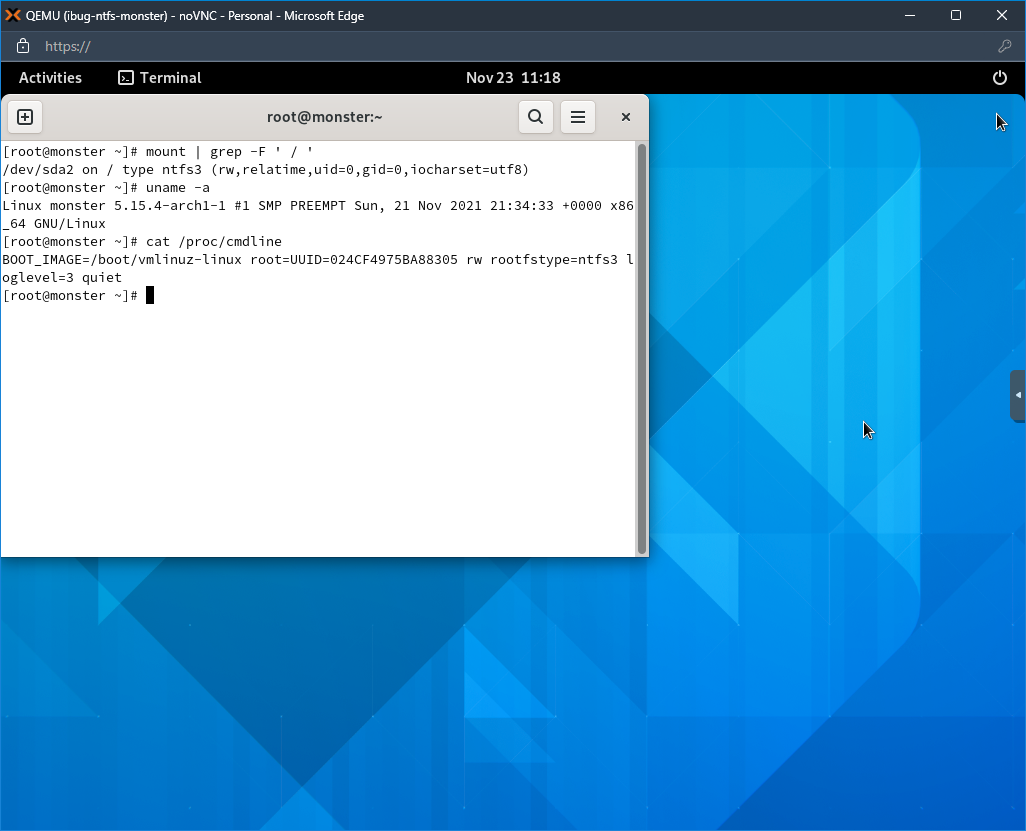 QEMU (ibug-ntfs-monster) - noVNC - Personal - Microsoft Edge
https://
Activities Terminal Nov 23 11:18
root@monster:~
[root@monster ~]# mount | grep -F ' / '
/dev/sda2 on / type ntfs3 (rw,relatime,uid=0,gid=0,iocharset=utf8)
[root@monster ~]# uname -a
Linux monster 5.15.4-arch1-1 #1 SMP PREEMPT Sun, 21 Nov 2021 21:34:33 +0000 x86
_64 GNU/Linux
[root@monster ~]# cat /proc/cmdline
BOOT_IMAGE=/boot/vmlinuz-linux root=UUID=024CF4975BA88305 rw rootfstype=ntfs3 l
oglevel=3 quiet
[root@monster ~]#